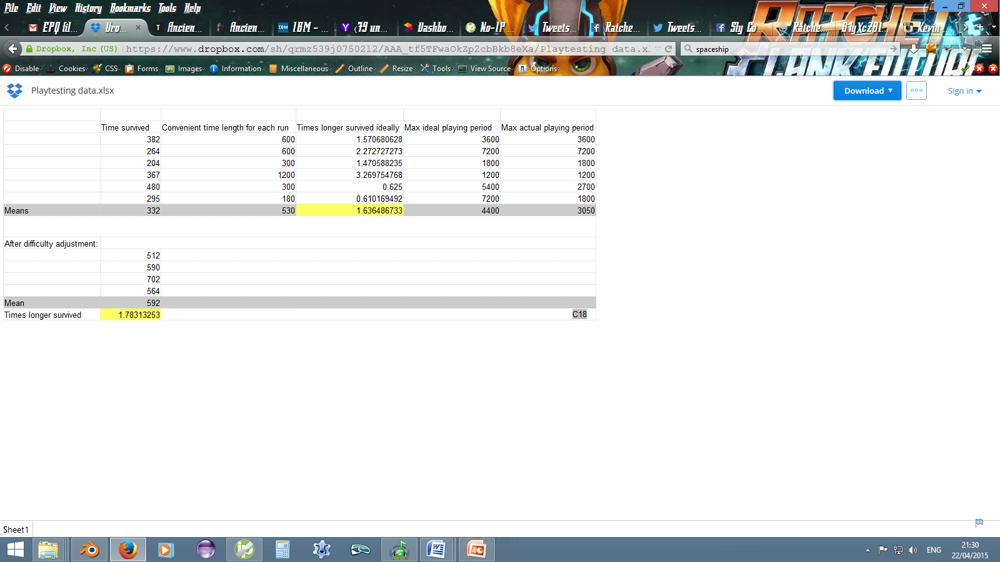 File Edit View History Bookmarks Tools Help
EPQ fil... Dro... × T Ancien... Ancien... IBM IBM - ... Y (79 un... Dashbo... No-IP ... Tweets... Ratche... Tweets... Sly Co Ratche... Kevin
Dropbox, Inc (US) https://www.dropbox.com/sh/qrmz539j0750212/AAA_tf5TFwaOkZp2cbBkb8eXa/Playtesting data.xl spaceship
Disable Cookies CSS Forms Images Information Miscellaneous Outline Resize Tools View Source Options
Playtesting data.xlsx Download Sign in
Time survived Convenient time length for each run Times longer survived ideally Max ideal playing period Max actual playing period
382 600 1.570680628 3600 3600
264 600 2.272727273 7200 7200
204 300 1.470588235 1800 1800
367 1200 3.269754768 1200 1200
480 300 0.625 5400 2700
295 180 0.610169492 7200 1800
Means 332 530 1.636486733 4400 3050
After difficulty adjustment:
512
590
702
564
Mean 592
Times longer survived 1.78313253 C18
Sheet1
ENG 21:30
22/04/2015